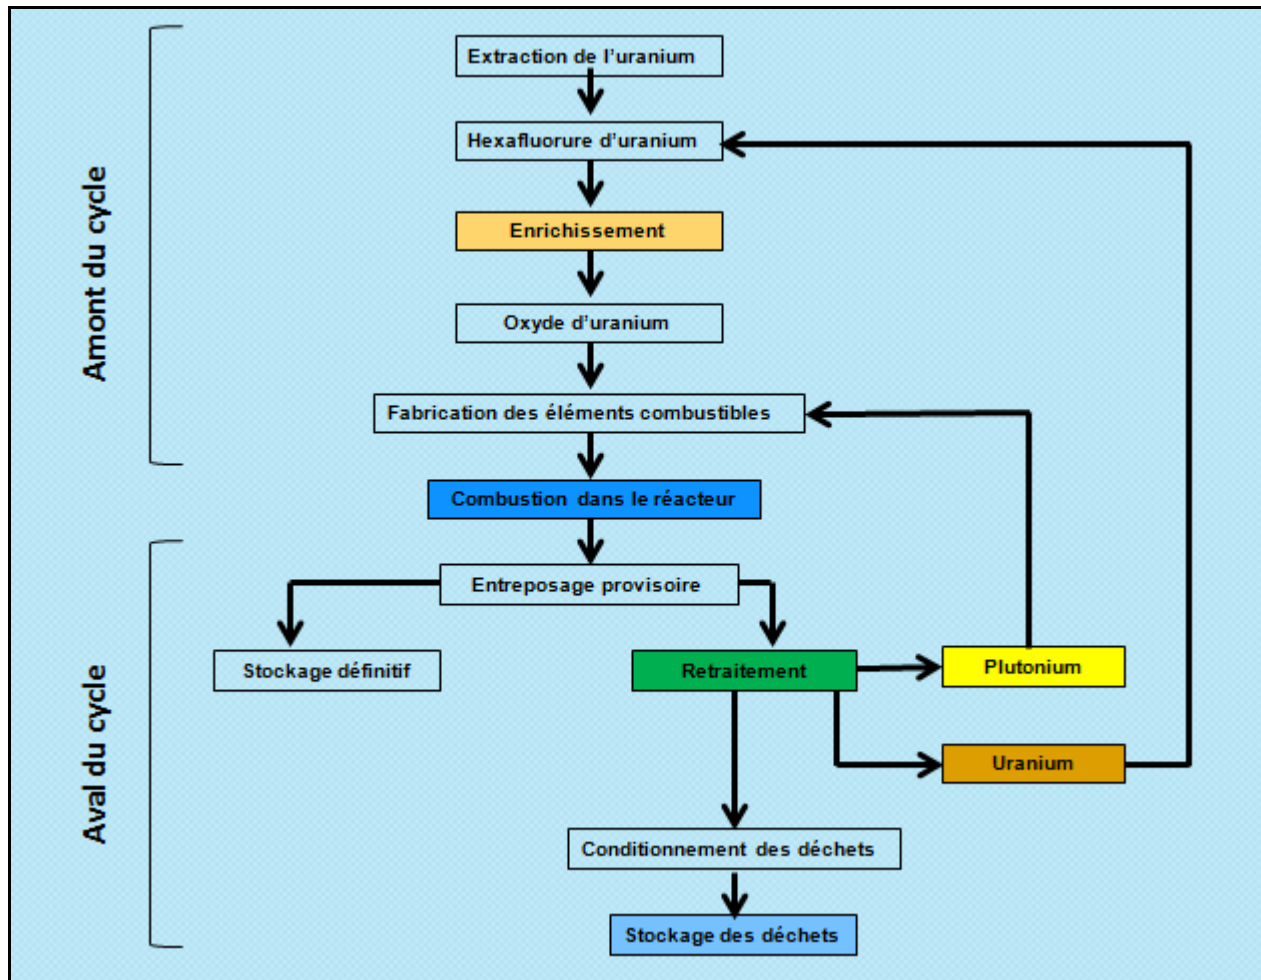 Amont du cycle
Extraction de l’uranium
Hexafluorure d’uranium
Enrichissement
Oxyde d’uranium
Fabrication des éléments combustibles
Combustion dans le réacteur
Aval du cycle
Entreposage provisoire
Stockage définitif
Retraitement
Plutonium
Uranium
Conditionnement des déchets
Stockage des déchets